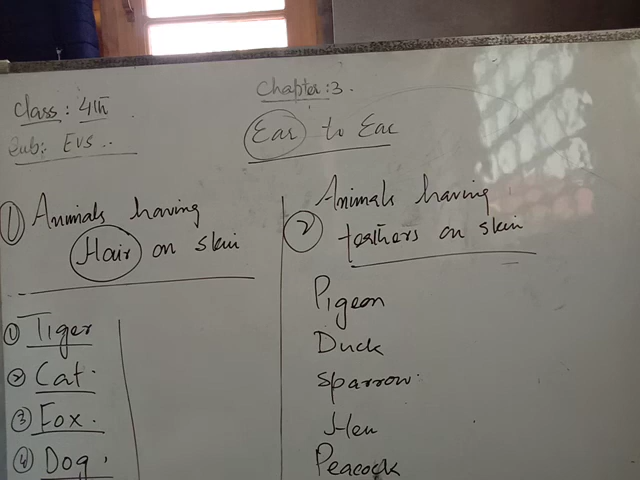 Class: 4th
Sub: EVS ..
Chapter: 3.
Ear to Ear
① Animals having
Hair on skin
① Tiger
② Cat.
③ Fox.
④ Dog.
② Animals having
feathers on skin
Pigeon
Duck
Sparrow.
Hen
Peacock